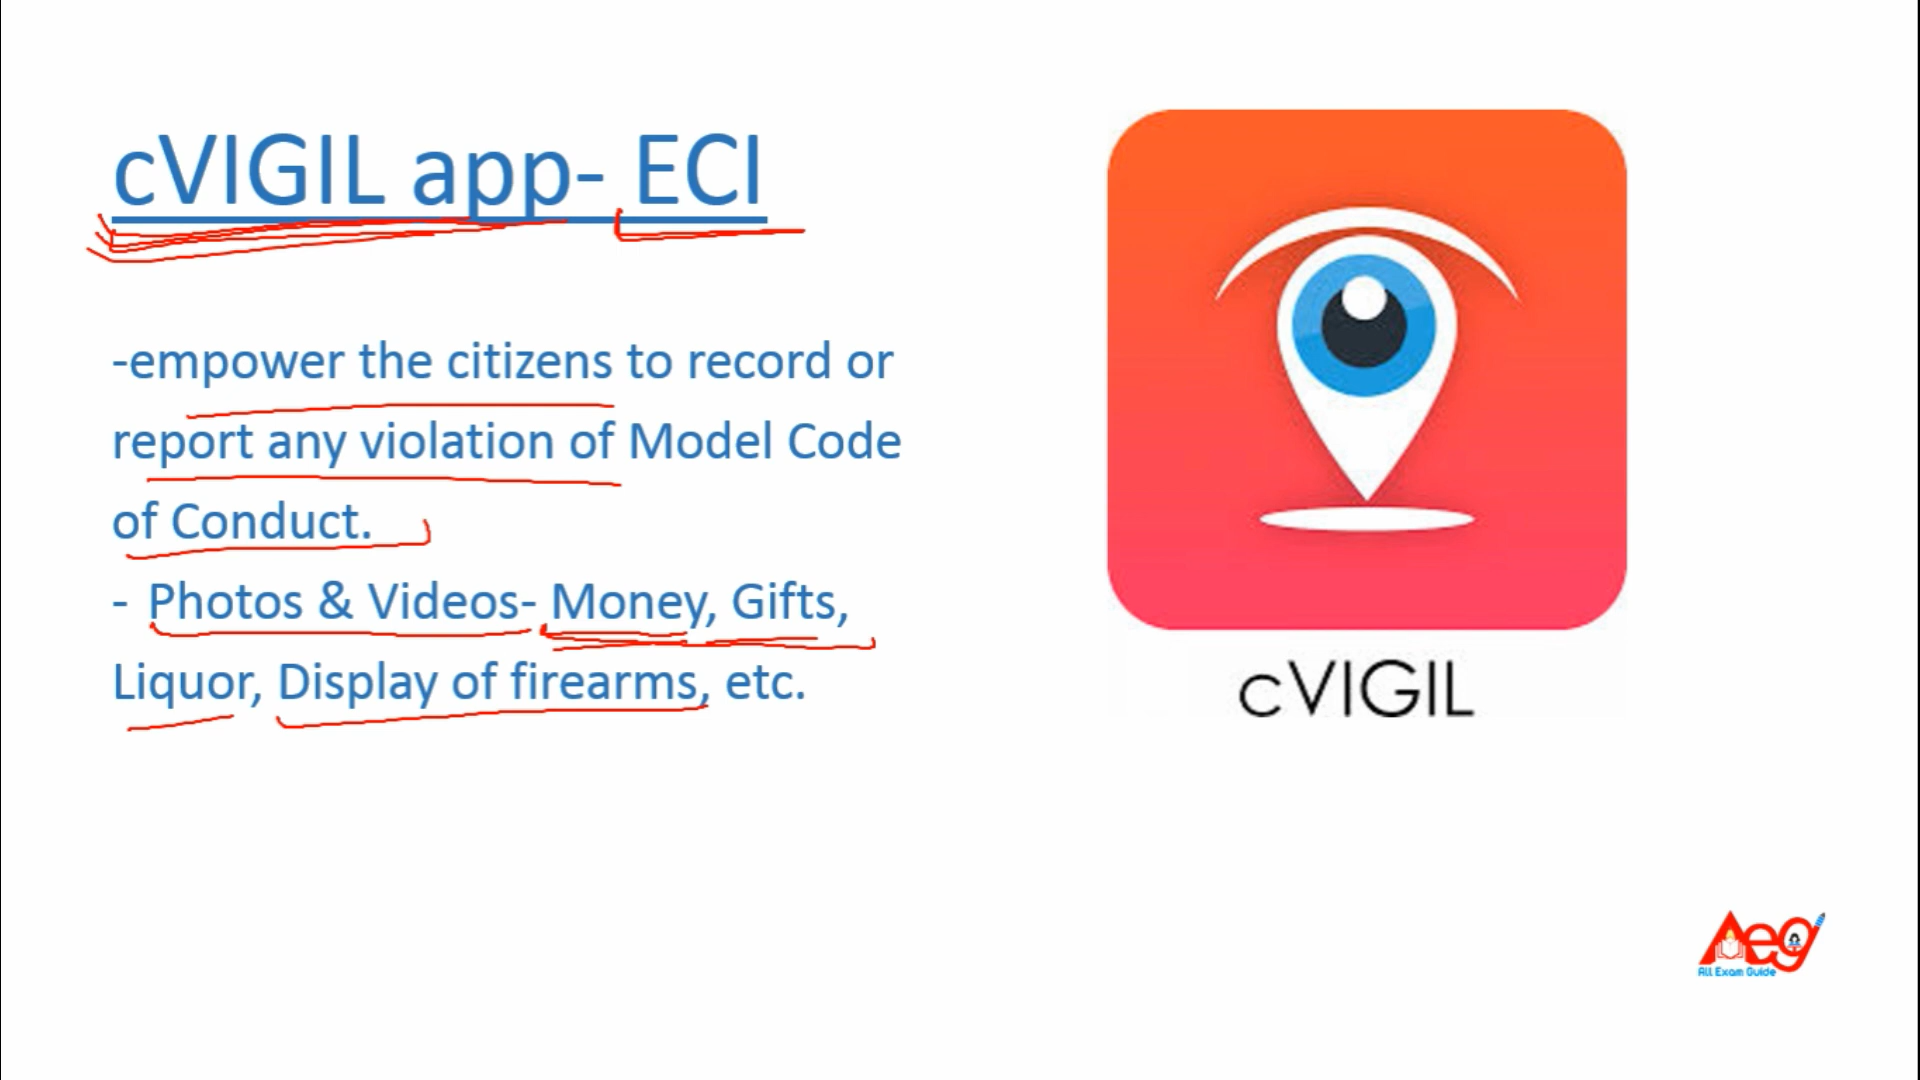 cVIGIL app- ECI
-empower the citizens to record or
report any violation of Model Code
of Conduct.
- Photos & Videos- Money, Gifts,
Liquor, Display of firearms, etc.
cVIGIL
Aeg
All Exam Guide